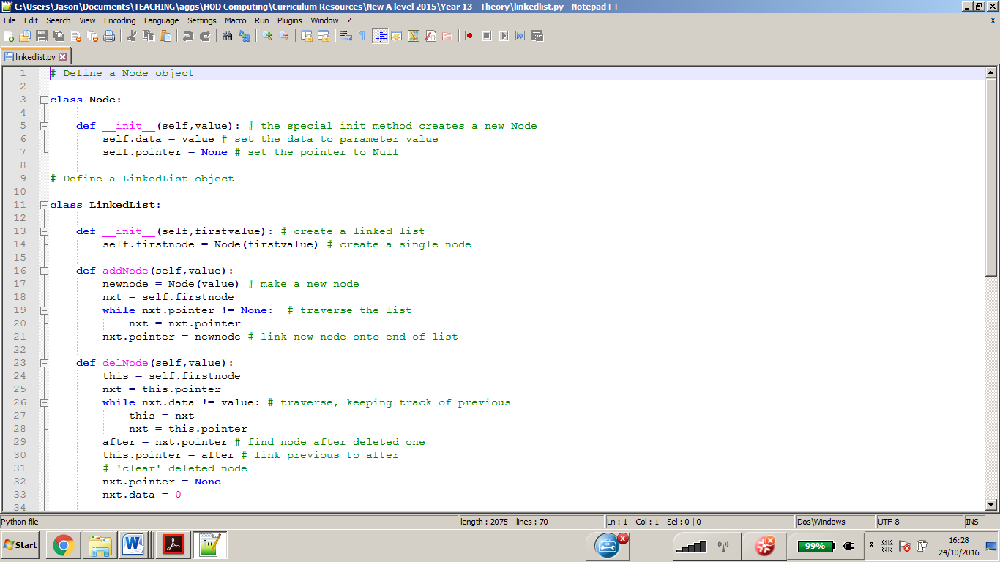 C:\Users\Jason\Documents\TEACHING\aggs\HOD Computing\Curriculum Resources\New A level 2015\Year 13 - Theory\linkedlist.py - Notepad++
File Edit Search View Encoding Language Settings Macro Run Plugins Window ? X
linkedlist.py
1 # Define a Node object
2
3 class Node:
4
5     def __init__(self,value): # the special init method creates a new Node
6         self.data = value # set the data to parameter value
7         self.pointer = None # set the pointer to Null
8
9 # Define a LinkedList object
10
11 class LinkedList:
12
13     def __init__(self,firstvalue): # create a linked list
14         self.firstnode = Node(firstvalue) # create a single node
15
16     def addNode(self,value):
17         newnode = Node(value) # make a new node
18         nxt = self.firstnode
19         while nxt.pointer != None:  # traverse the list
20             nxt = nxt.pointer
21         nxt.pointer = newnode # link new node onto end of list
22
23     def delNode(self,value):
24         this = self.firstnode
25         nxt = this.pointer
26         while nxt.data != value: # traverse, keeping track of previous
27             this = nxt
28             nxt = this.pointer
29         after = nxt.pointer # find node after deleted one
30         this.pointer = after # link previous to after
31         # 'clear' deleted node
32         nxt.pointer = None
33         nxt.data = 0
34
Python file length : 2075 lines : 70 Ln : 1 Col : 1 Sel : 0 | 0 Dos\Windows UTF-8 INS
Start 99% 16:28
24/10/2016